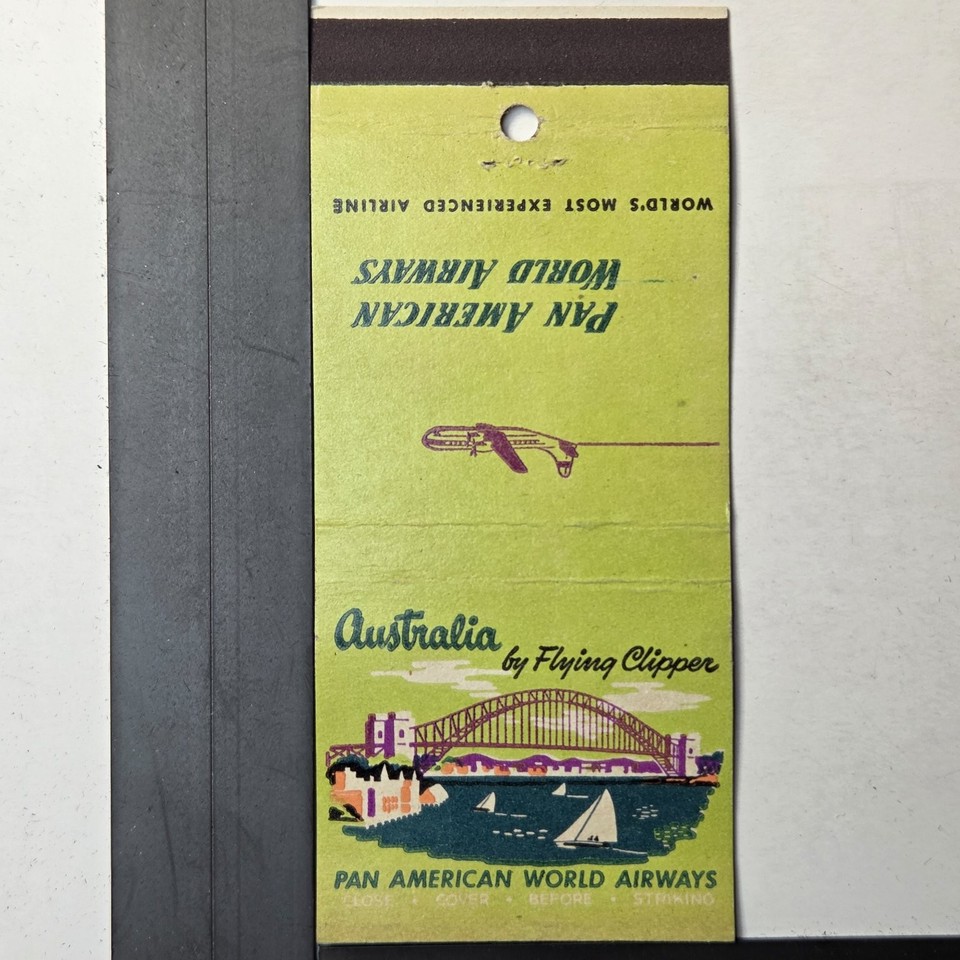 WORLD'S MOST EXPERIENCED AIRLINE
PAN AMERICAN
WORLD AIRWAYS
Australia
by Flying Clipper
PAN AMERICAN WORLD AIRWAYS
CLOSE • COVER • BEFORE • STRIKING